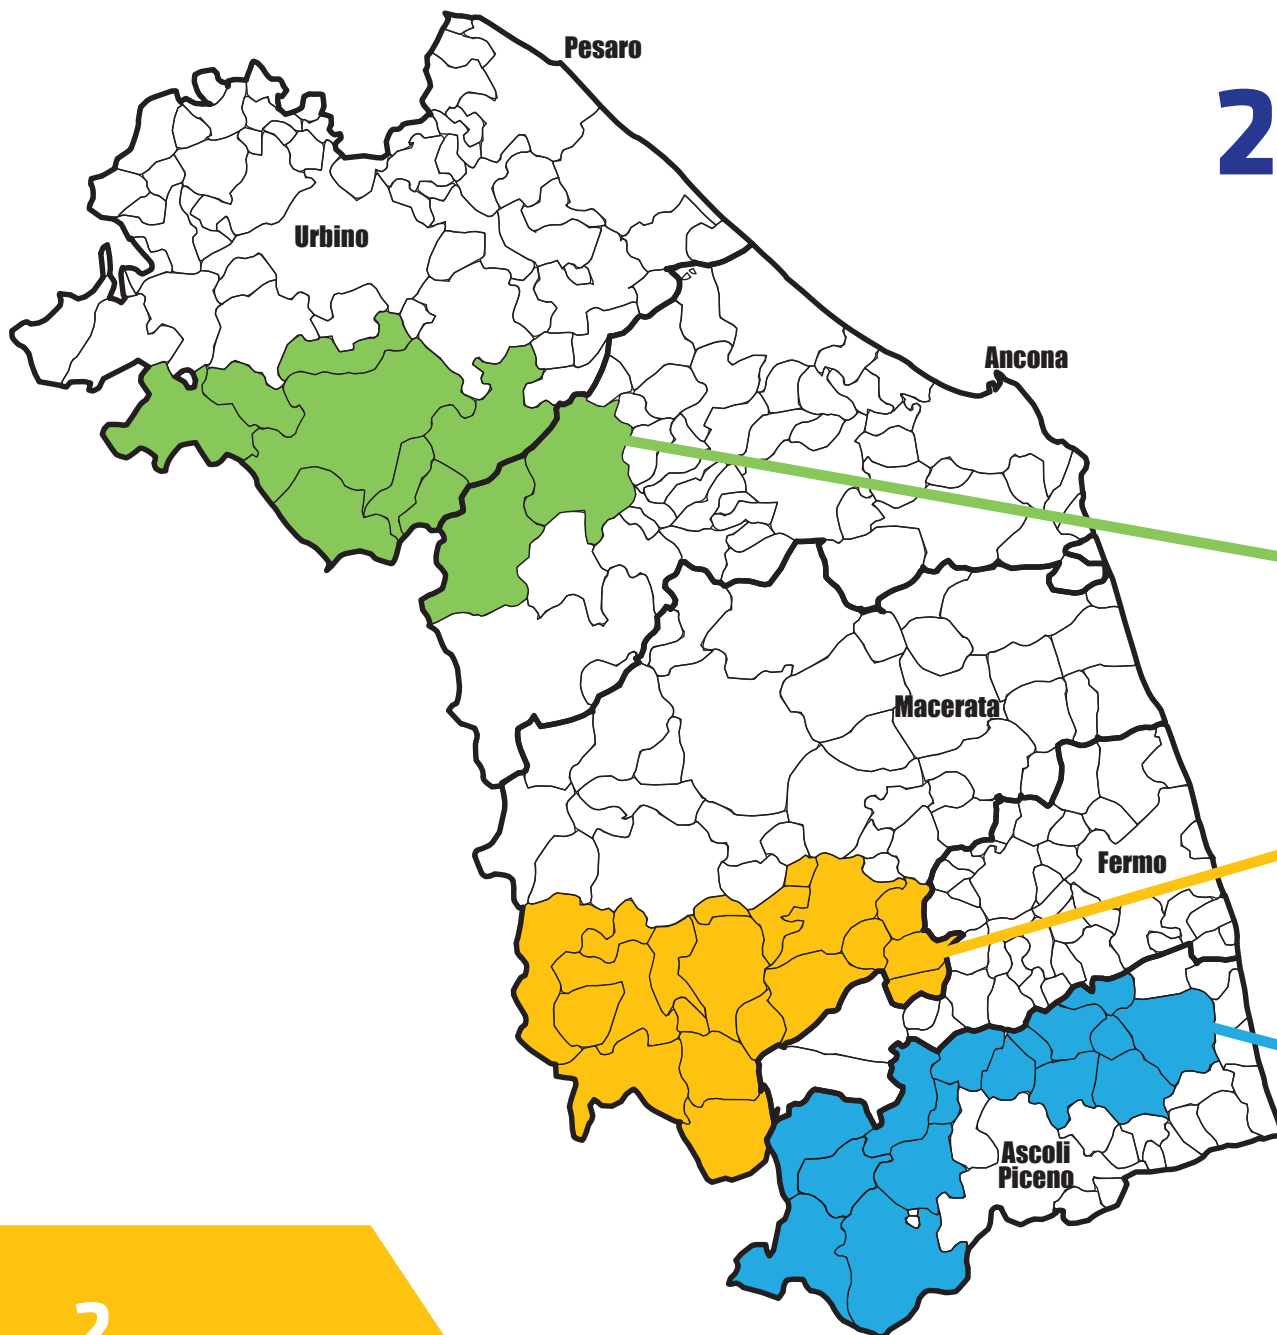 Pesaro
2
Urbino
Ancona
Macerata
Fermo
Ascoli
Piceno
2